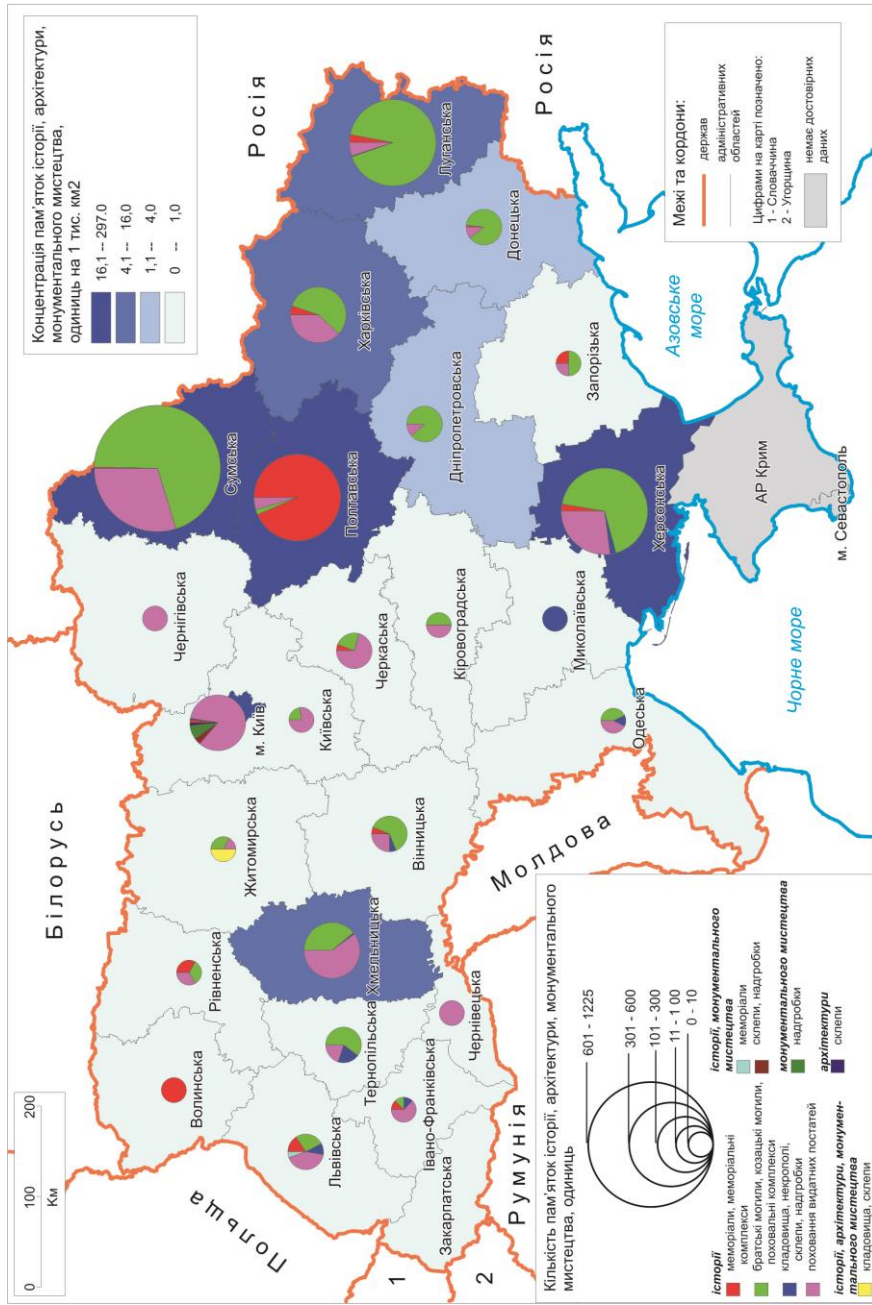 Концентрація пам'яток історії, архітектури,
монументального мистецтва,
одиниць на 1 тис. км2
16,1 -- 297.0
4,1 -- 16,0
1,1 -- 4,0
0 -- 1,0
Км
0
100
200
Білорусь
Росія
Росія
Польща
1
2
Румунія
Молдова
Чорне море
Азовське
море
Волинська
Рівненська
Житомирська
м. Київ
Київська
Чернігівська
Сумська
Львівська
Тернопільська
Хмельницька
Вінницька
Черкаська
Полтавська
Харківська
Луганська
Закарпатська
Івано-Франківська
Чернівецька
Кіровоградська
Дніпропетровська
Донецька
Одеська
Миколаївська
Запорізька
Херсонська
АР Крим
м. Севастополь
Кількість пам'яток історії, архітектури, монументального
мистецтва, одиниць
601 - 1225
301 - 600
101 - 300
11 - 1 00
0 - 10
історії
меморіали, меморіальні
комплекси
братські могили, козацькі могили,
поховальні комплекси
кладовища, некрополі,
склепи, надгробки
поховання видатних постатей
історії, архітектури, монумен-
тального мистецтва
кладовища, склепи
історії, монументального
мистецтва
меморіали
склепи, надгробки
монументального мистецтва
надгробки
архітектури
склепи
Межі та кордони:
держав
адміністративних
областей
Цифрами на карті позначено:
1 - Словаччина
2 - Угорщина
немає достовірних
даних